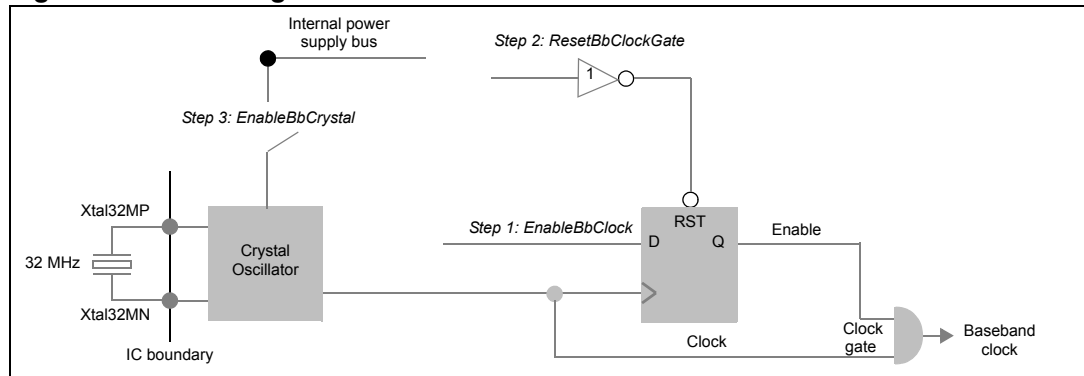 Internal power
supply bus
Step 2: ResetBbClockGate
1
Step 3: EnableBbCrystal
Xtal32MP
RST
Step 1: EnableBbClock
D
Q
Enable
Crystal
Oscillator
32 MHz
Xtal32MN
Clock
Clock
gate
Baseband
clock
IC boundary